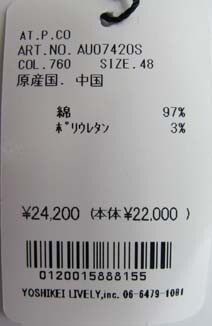 AT.P.CO
ART.NO.AU07420S
COL.760 SIZE.48
原産国. 中国
綿 97%
ﾎﾟﾘｳﾚﾀﾝ 3%
¥24,200 (本体 ¥22,000 )
0120015888155
YOSHIKEI LIVELY,inc. 06-6479-1081